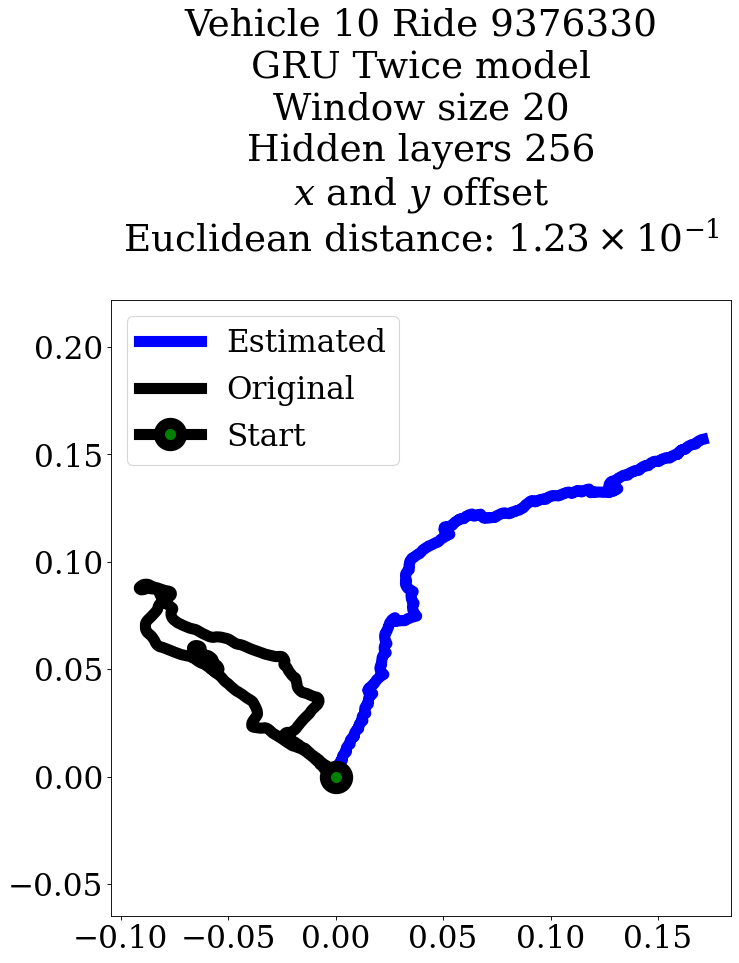 Vehicle 10 Ride 9376330
GRU Twice model
Window size 20
Hidden layers 256
x and y offset
Euclidean distance: 1.23 × 10⁻¹
Estimated
Original
Start
0.20
0.15
0.10
0.05
0.00
−0.05
−0.10 −0.05 0.00 0.05 0.10 0.15